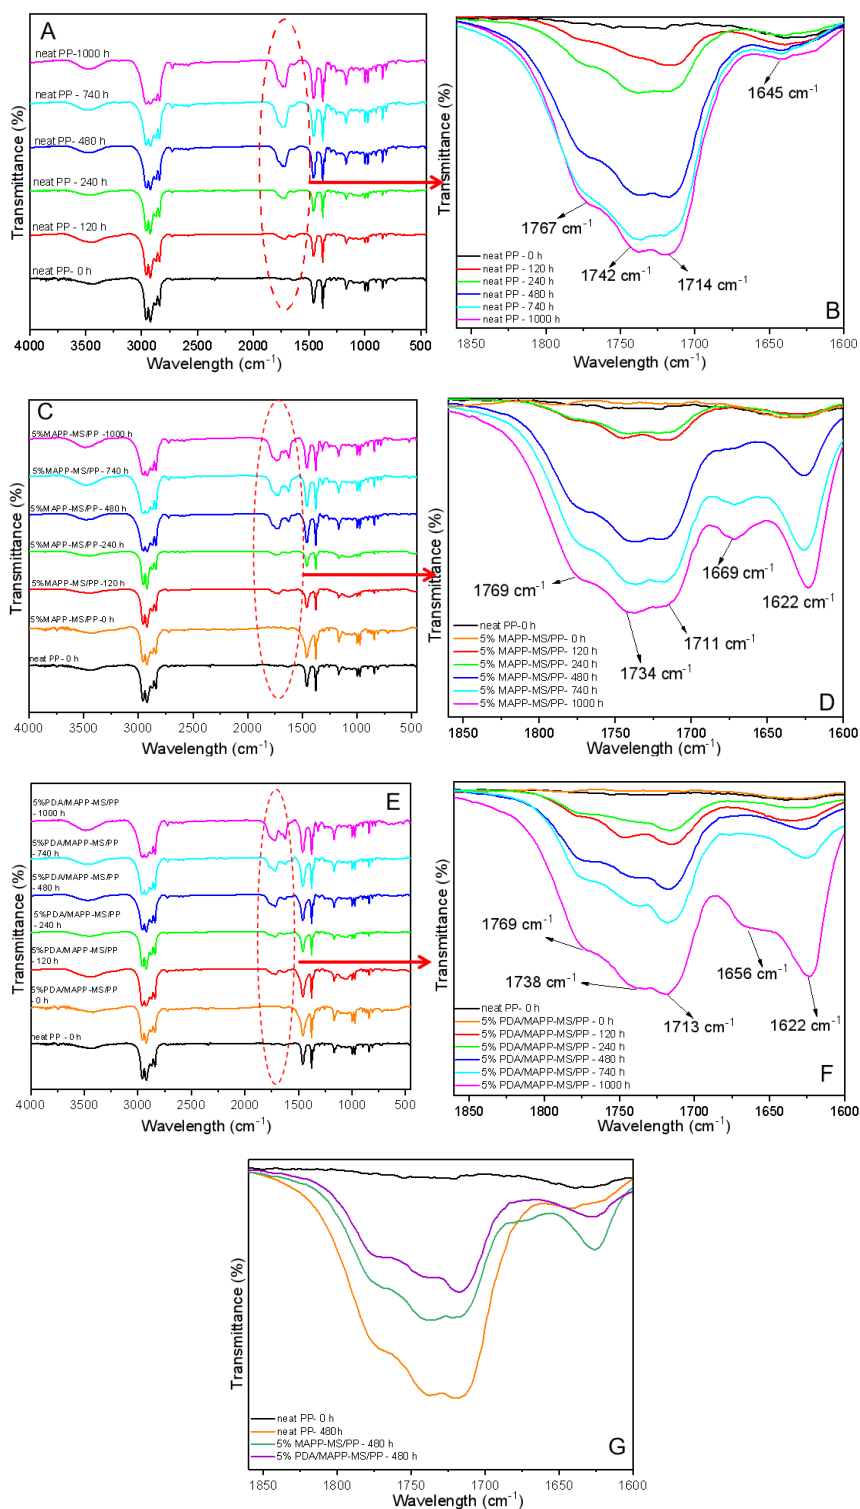 A
neat PP-1000 h
neat PP - 740 h
neat PP- 480 h
neat PP - 240 h
neat PP - 120 h
neat PP- 0 h
Transmittance (%)
4000 3500 3000 2500 2000 1500 1000 500
Wavelength (cm-1)
B
1645 cm-1
1767 cm-1
1742 cm-1
1714 cm-1
neat PP - 0 h
neat PP - 120 h
neat PP - 240 h
neat PP - 480 h
neat PP - 740 h
neat PP - 1000 h
Transmittance (%)
1850 1800 1750 1700 1650 1600
Wavelength (cm-1)
C
5%MAPP-MS/PP -1000 h
5%MAPP-MS/PP - 740 h
5%MAPP-MS/PP - 480 h
5%MAPP-MS/PP -240 h
5%MAPP-MS/PP -120 h
5%MAPP-MS/PP-0 h
neat PP - 0 h
Transmittance (%)
4000 3500 3000 2500 2000 1500 1000 500
Wavelength (cm-1)
D
1769 cm-1
1669 cm-1
1622 cm-1
1711 cm-1
1734 cm-1
neat PP-0 h
5% MAPP-MS/PP- 0 h
5% MAPP-MS/PP- 120 h
5% MAPP-MS/PP- 240 h
5% MAPP-MS/PP- 480 h
5% MAPP-MS/PP- 740 h
5% MAPP-MS/PP- 1000 h
Transmittance (%)
1850 1800 1750 1700 1650 1600
Wavelength (cm-1)
E
5%PDA/MAPP-MS/PP
- 1000 h
5%PDA/MAPP-MS/PP
- 740 h
5%PDA/MAPP-MS/PP
- 480 h
5%PDA/MAPP-MS/PP
- 240 h
5%PDA/MAPP-MS/PP
- 120 h
5%PDA/MAPP-MS/PP
- 0 h
neat PP - 0 h
Transmittance (%)
4000 3500 3000 2500 2000 1500 1000 500
Wavelength (cm-1)
F
1769 cm-1
1738 cm-1
1713 cm-1
1656 cm-1
1622 cm-1
neat PP- 0 h
5% PDA/MAPP-MS/PP - 0 h
5% PDA/MAPP-MS/PP - 120 h
5% PDA/MAPP-MS/PP - 240 h
5% PDA/MAPP-MS/PP - 480 h
5% PDA/MAPP-MS/PP - 740 h
5% PDA/MAPP-MS/PP - 1000 h
Transmittance (%)
1850 1800 1750 1700 1650 1600
Wavelength (cm-1)
G
neat PP- 0 h
neat PP- 480h
5% MAPP-MS/PP - 480 h
5% PDA/MAPP-MS/PP - 480 h
Transmittance (%)
1850 1800 1750 1700 1650 1600
Wavelength (cm-1)